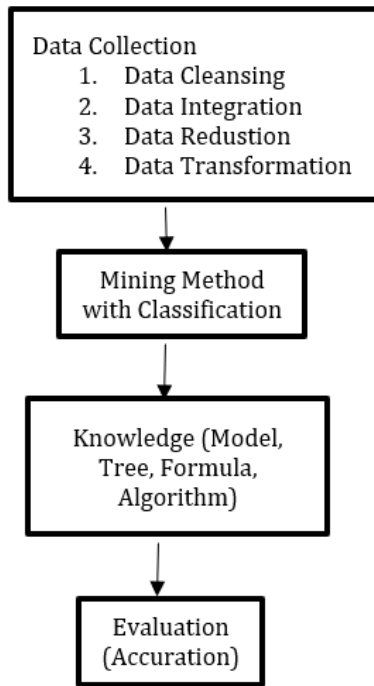 Data Collection
1. Data Cleansing
2. Data Integration
3. Data Redustion
4. Data Transformation
Mining Method
with Classification
Knowledge (Model,
Tree, Formula,
Algorithm)
Evaluation
(Accuration)